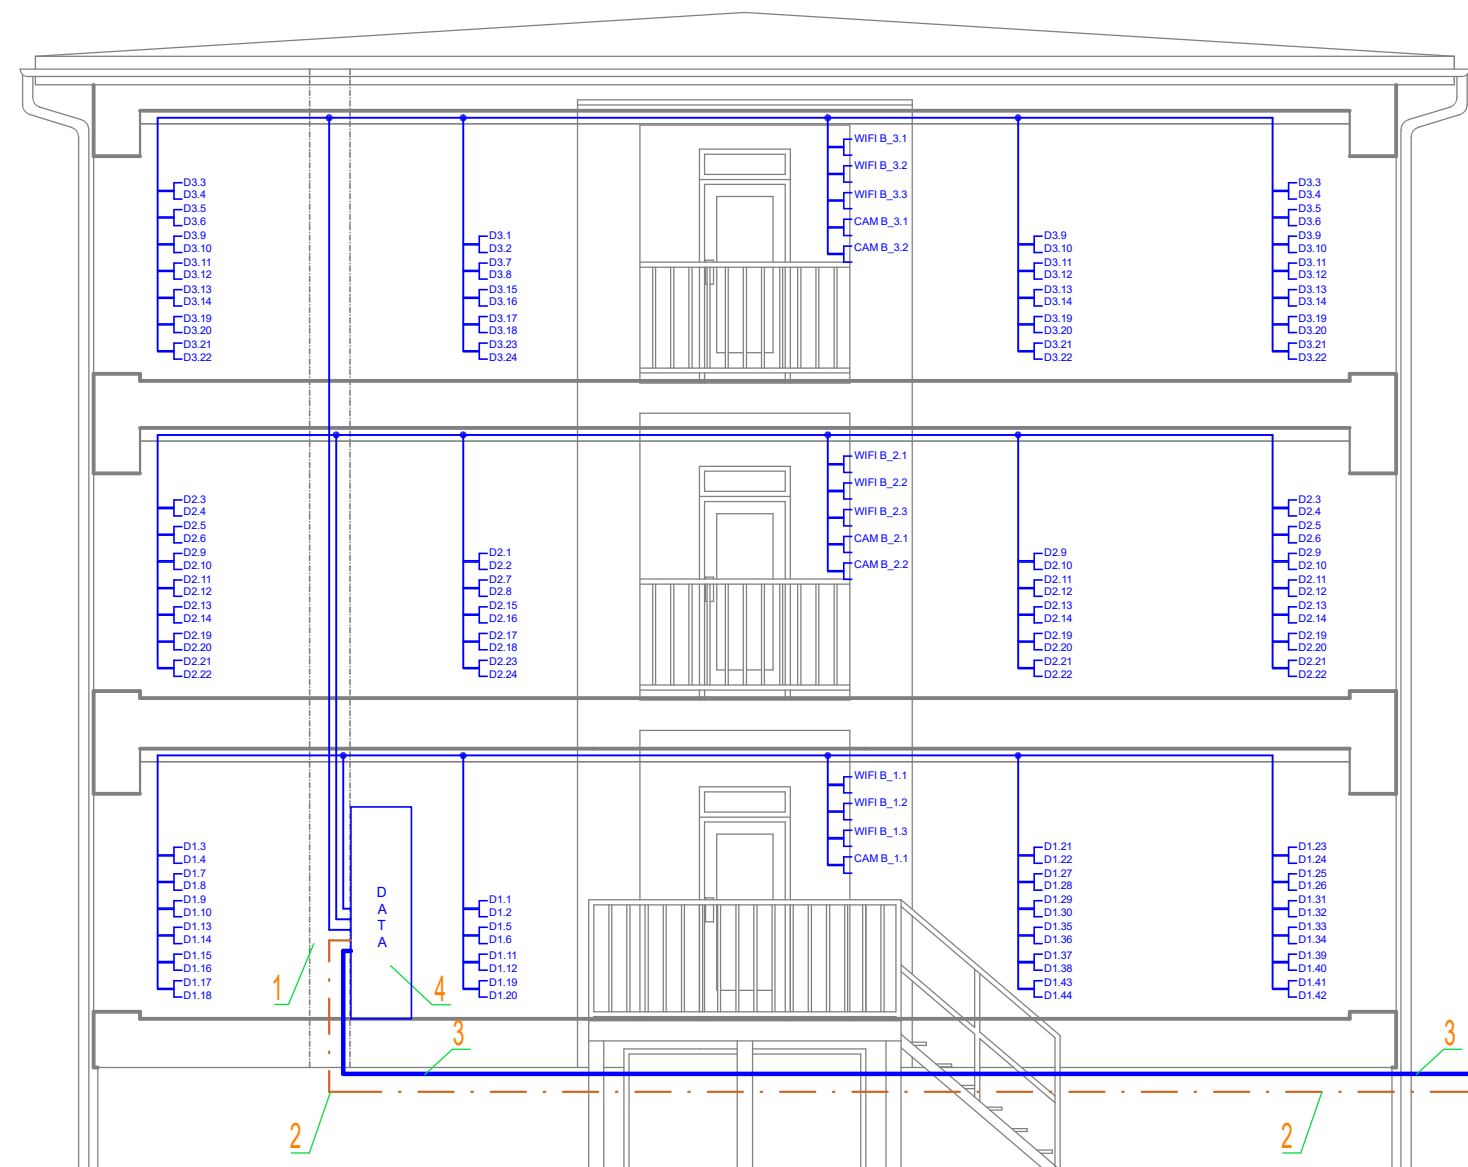 WIFI B_3.1
WIFI B_3.2
WIFI B_3.3
CAM B_3.1
CAM B_3.2
D3.3
D3.4
D3.5
D3.6
D3.9
D3.10
D3.11
D3.12
D3.13
D3.14
D3.19
D3.20
D3.21
D3.22
D3.1
D3.2
D3.7
D3.8
D3.15
D3.16
D3.17
D3.18
D3.23
D3.24
D3.9
D3.10
D3.11
D3.12
D3.13
D3.14
D3.19
D3.20
D3.21
D3.22
D3.3
D3.4
D3.5
D3.6
D3.9
D3.10
D3.11
D3.12
D3.13
D3.14
D3.19
D3.20
D3.21
D3.22
WIFI B_2.1
WIFI B_2.2
WIFI B_2.3
CAM B_2.1
CAM B_2.2
D2.3
D2.4
D2.5
D2.6
D2.9
D2.10
D2.11
D2.12
D2.13
D2.14
D2.19
D2.20
D2.21
D2.22
D2.1
D2.2
D2.7
D2.8
D2.15
D2.16
D2.17
D2.18
D2.23
D2.24
D2.9
D2.10
D2.11
D2.12
D2.13
D2.14
D2.19
D2.20
D2.21
D2.22
D2.3
D2.4
D2.5
D2.6
D2.9
D2.10
D2.11
D2.12
D2.13
D2.14
D2.19
D2.20
D2.21
D2.22
WIFI B_1.1
WIFI B_1.2
WIFI B_1.3
CAM B_1.1
D1.3
D1.4
D1.7
D1.8
D1.9
D1.10
D1.13
D1.14
D1.15
D1.16
D1.17
D1.18
DATA
D1.1
D1.2
D1.5
D1.6
D1.11
D1.12
D1.19
D1.20
D1.21
D1.22
D1.27
D1.28
D1.29
D1.30
D1.35
D1.36
D1.37
D1.38
D1.43
D1.44
D1.23
D1.24
D1.25
D1.26
D1.31
D1.32
D1.33
D1.34
D1.39
D1.40
D1.41
D1.42
1
4
3
3
2
2